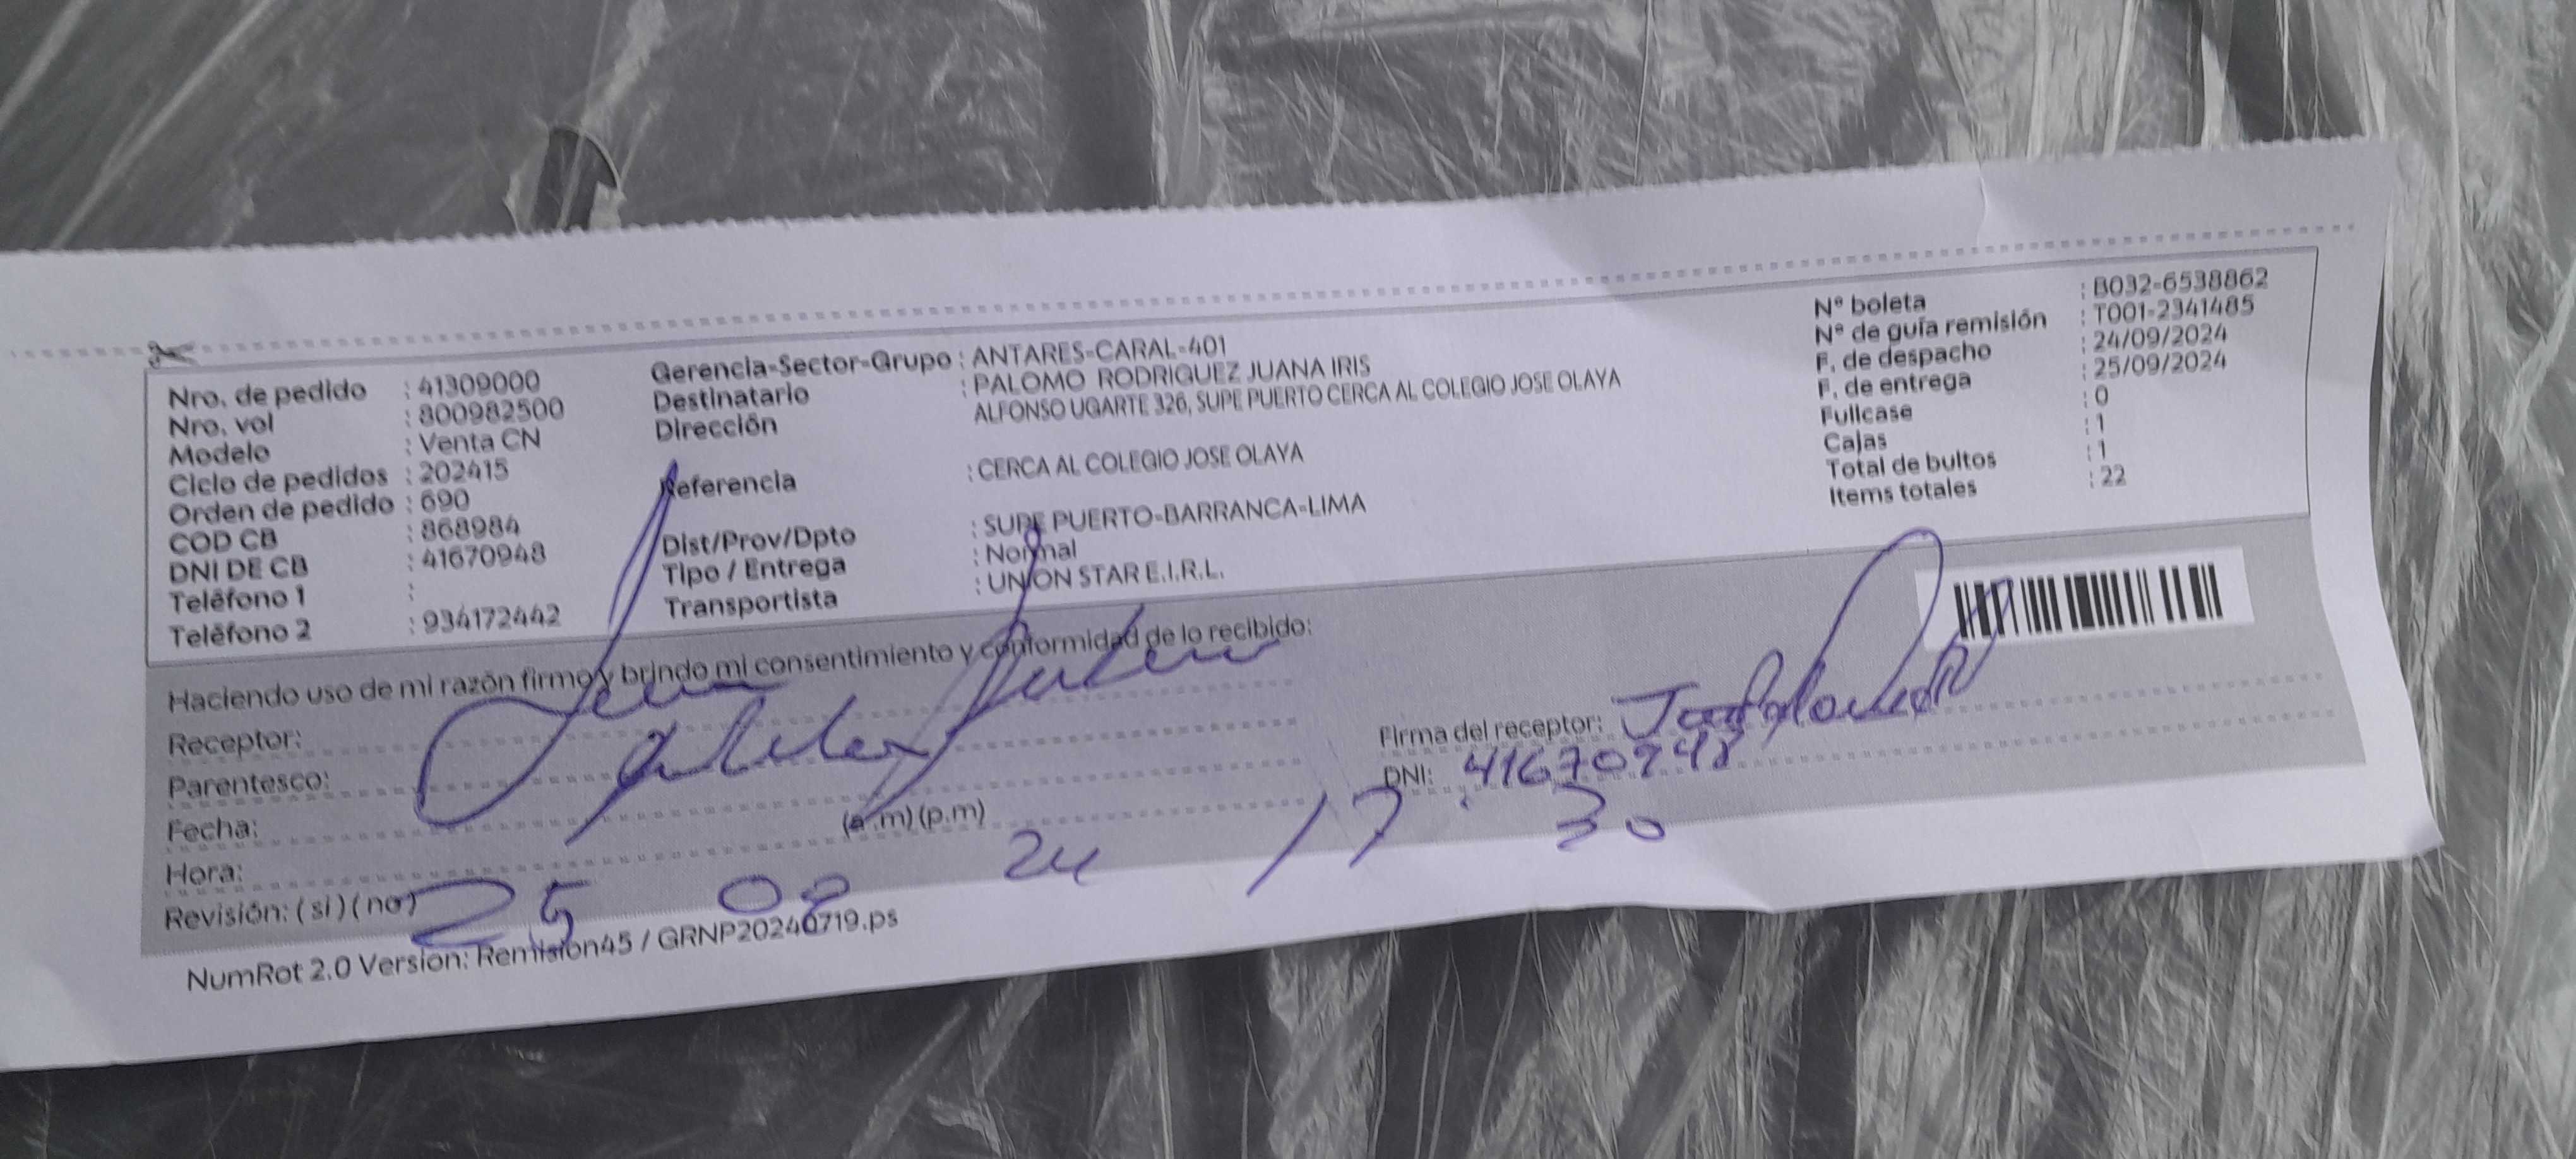 Nro. de pedido : 41309000
Nro. vol : 800982500
Modelo : Venta CN
Ciclo de pedidos : 202415
Orden de pedido : 690
COD CB : 868984
DNI DE CB : 41670948
Teléfono 1 :
Teléfono 2 : 934172442
Gerencia-Sector-Grupo : ANTARES-CARAL-401
Destinatario : PALOMO RODRIGUEZ JUANA IRIS
Dirección ALFONSO UGARTE 326, SUPE PUERTO CERCA AL COLEGIO JOSE OLAYA
Referencia : CERCA AL COLEGIO JOSE OLAYA
Dist/Prov/Dpto : SUPE PUERTO-BARRANCA-LIMA
Tipo / Entrega : Normal
Transportista : UNION STAR E.I.R.L.
N° boleta : B032-6538862
N° de guía remisión : T001-2341485
F. de despacho : 24/09/2024
F. de entrega : 25/09/2024
Fullcase : 0
Cajas : 1
Total de bultos : 1
Items totales : 22
Haciendo uso de mi razón firmo y brindo mi consentimiento y conformidad de lo recibido:
Receptor:
Parentesco:
Fecha:
Hora: (a.m) (p.m)
Revisión: (si) (no)
Firma del receptor:
DNI: 41670948
25 09 24 / 17 : 30
NumRot 2.0 Version: Remision45 / GRNP20240719.ps